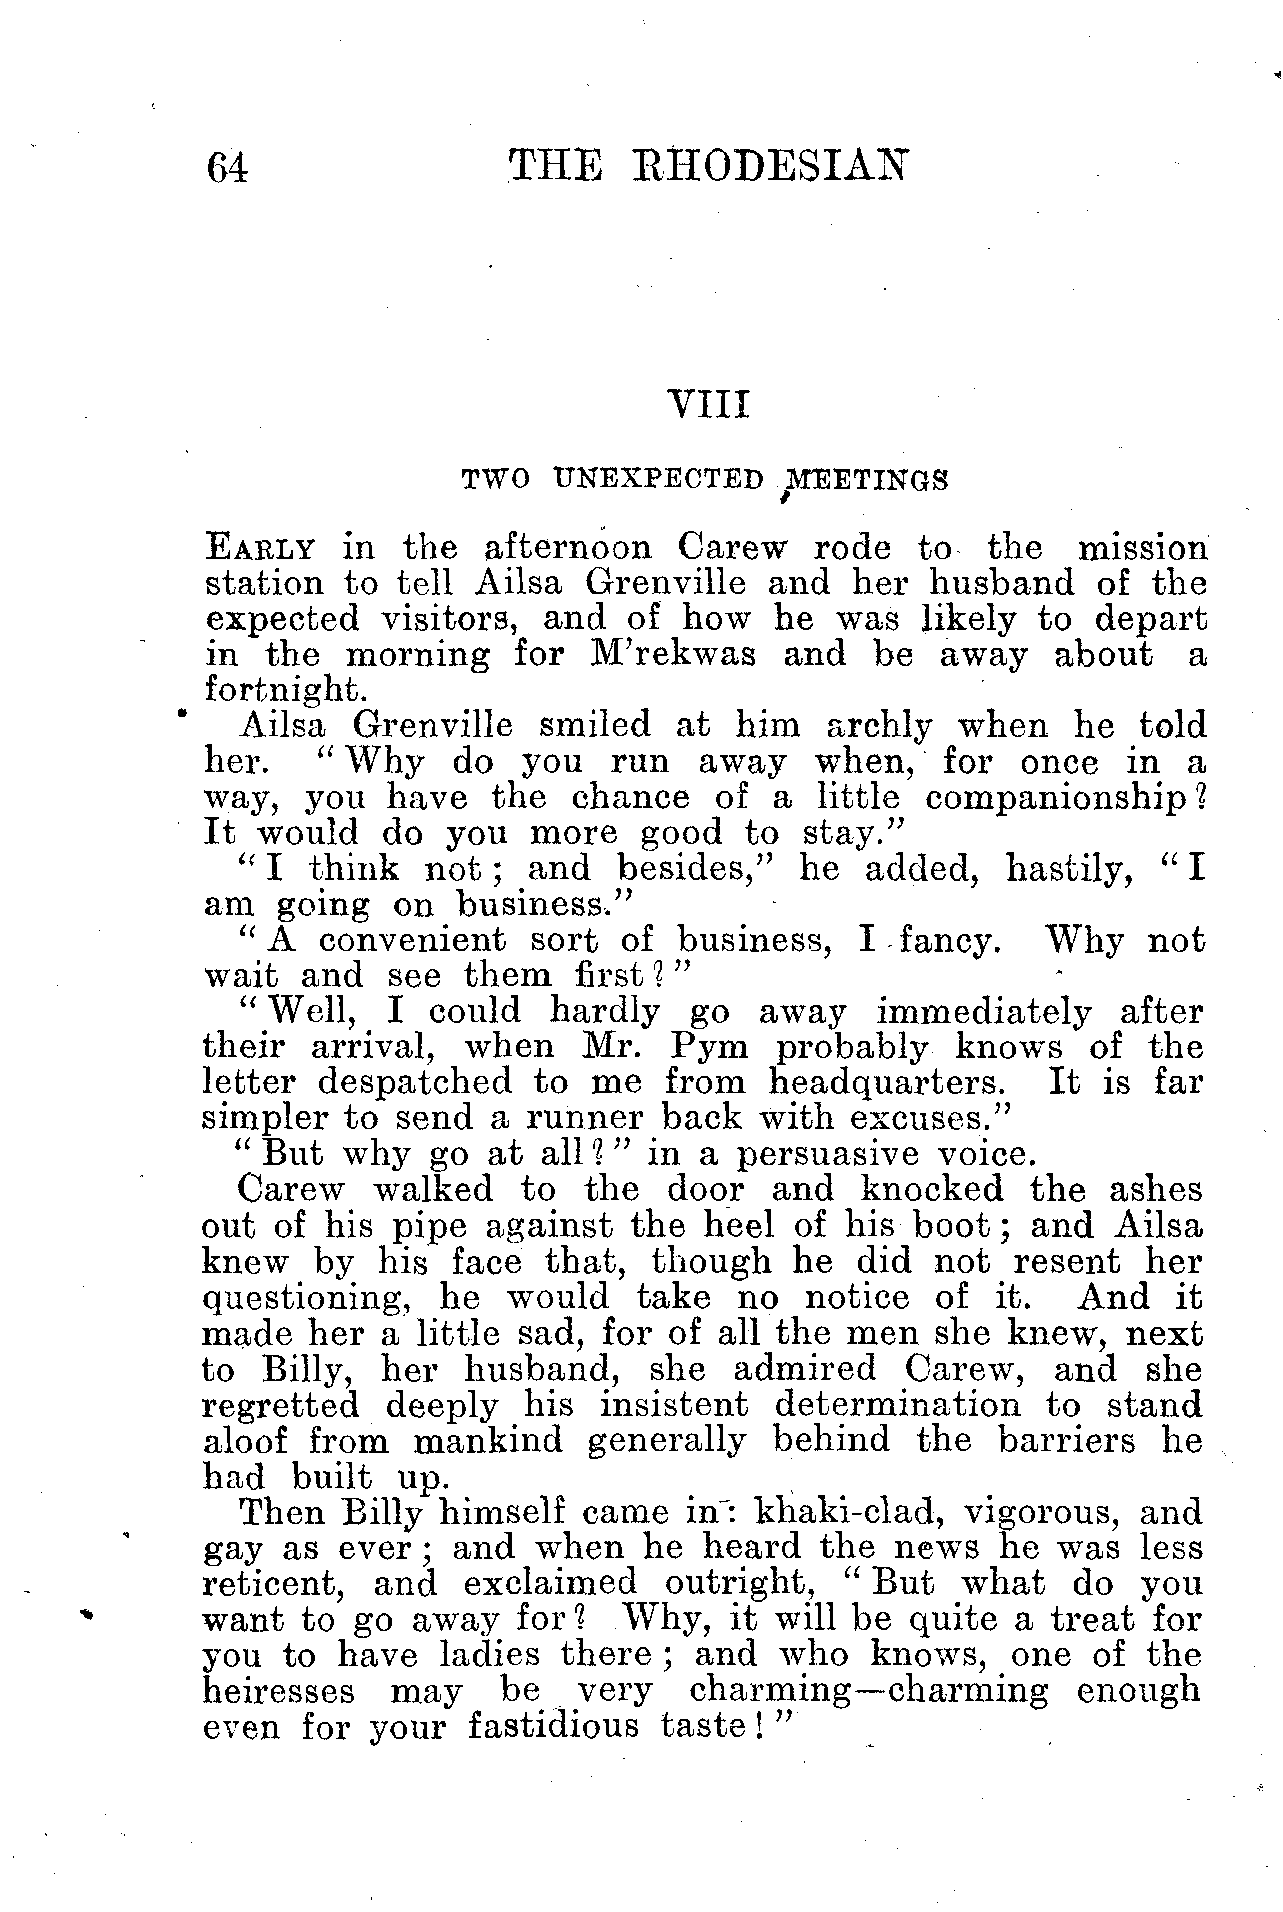 64 THE RHODESIAN
VIII
TWO UNEXPECTED MEETINGS
EARLY in the afternoon Carew rode to the mission
station to tell Ailsa Grenville and her husband of the
expected visitors, and of how he was likely to depart
in the morning for M'rekwas and be away about a
fortnight.
Ailsa Grenville smiled at him archly when he told
her. "Why do you run away when, for once in a
way, you have the chance of a little companionship?
It would do you more good to stay."
"I think not; and besides," he added, hastily, "I
am going on business."
"A convenient sort of business, I fancy. Why not
wait and see them first?"
"Well, I could hardly go away immediately after
their arrival, when Mr. Pym probably knows of the
letter despatched to me from headquarters. It is far
simpler to send a runner back with excuses."
"But why go at all?" in a persuasive voice.
Carew walked to the door and knocked the ashes
out of his pipe against the heel of his boot; and Ailsa
knew by his face that, though he did not resent her
questioning, he would take no notice of it. And it
made her a little sad, for of all the men she knew, next
to Billy, her husband, she admired Carew, and she
regretted deeply his insistent determination to stand
aloof from mankind generally behind the barriers he
had built up.
Then Billy himself came in: khaki-clad, vigorous, and
gay as ever; and when he heard the news he was less
reticent, and exclaimed outright, "But what do you
want to go away for? Why, it will be quite a treat for
you to have ladies there; and who knows, one of the
heiresses may be very charming—charming enough
even for your fastidious taste!"